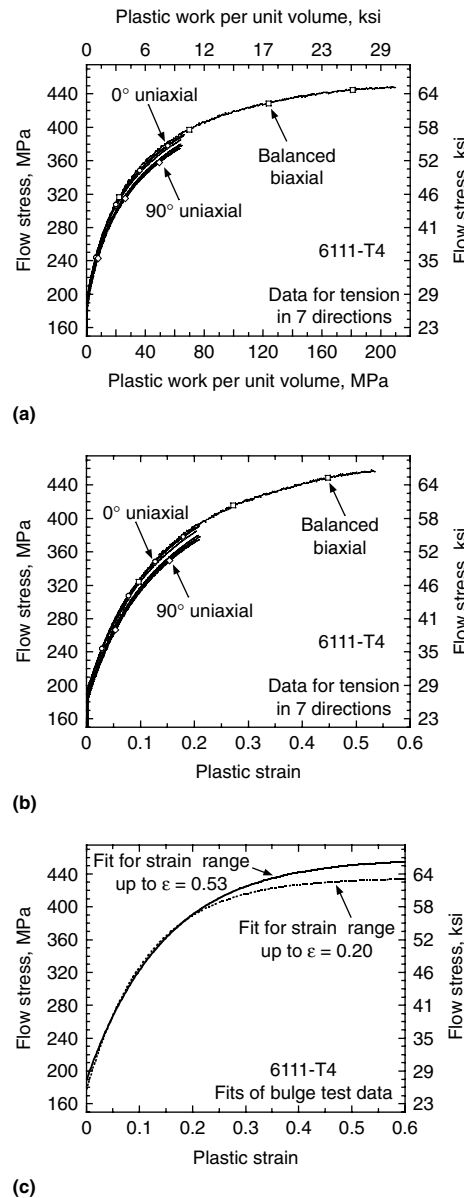 Plastic work per unit volume, ksi
0 3 6 10 17 23 29
Flow stress, MPa
440
400
360
320
280
240
200
160
64
58
52
46
41
35
29
23
Flow stress, ksi
0° uniaxial
Balanced
biaxial
90° uniaxial
6111-T4
Data for tension
in 7 directions
0 40 80 120 160 200
Plastic work per unit volume, MPa
(a)
Flow stress, MPa
440
400
360
320
280
240
200
160
64
58
52
46
41
35
29
23
Flow stress, ksi
0° uniaxial
Balanced
biaxial
90° uniaxial
6111-T4
Data for tension
in 7 directions
0 0.1 0.2 0.3 0.4 0.5 0.6
Plastic strain
(b)
Flow stress, MPa
440
400
360
320
280
240
200
160
64
58
52
46
41
35
29
23
Flow stress, ksi
Fit for strain range
up to ε = 0.53
Fit for strain range
up to ε = 0.20
6111-T4
Fits of bulge test data
0 0.1 0.2 0.3 0.4 0.5 0.6
Plastic strain
(c)